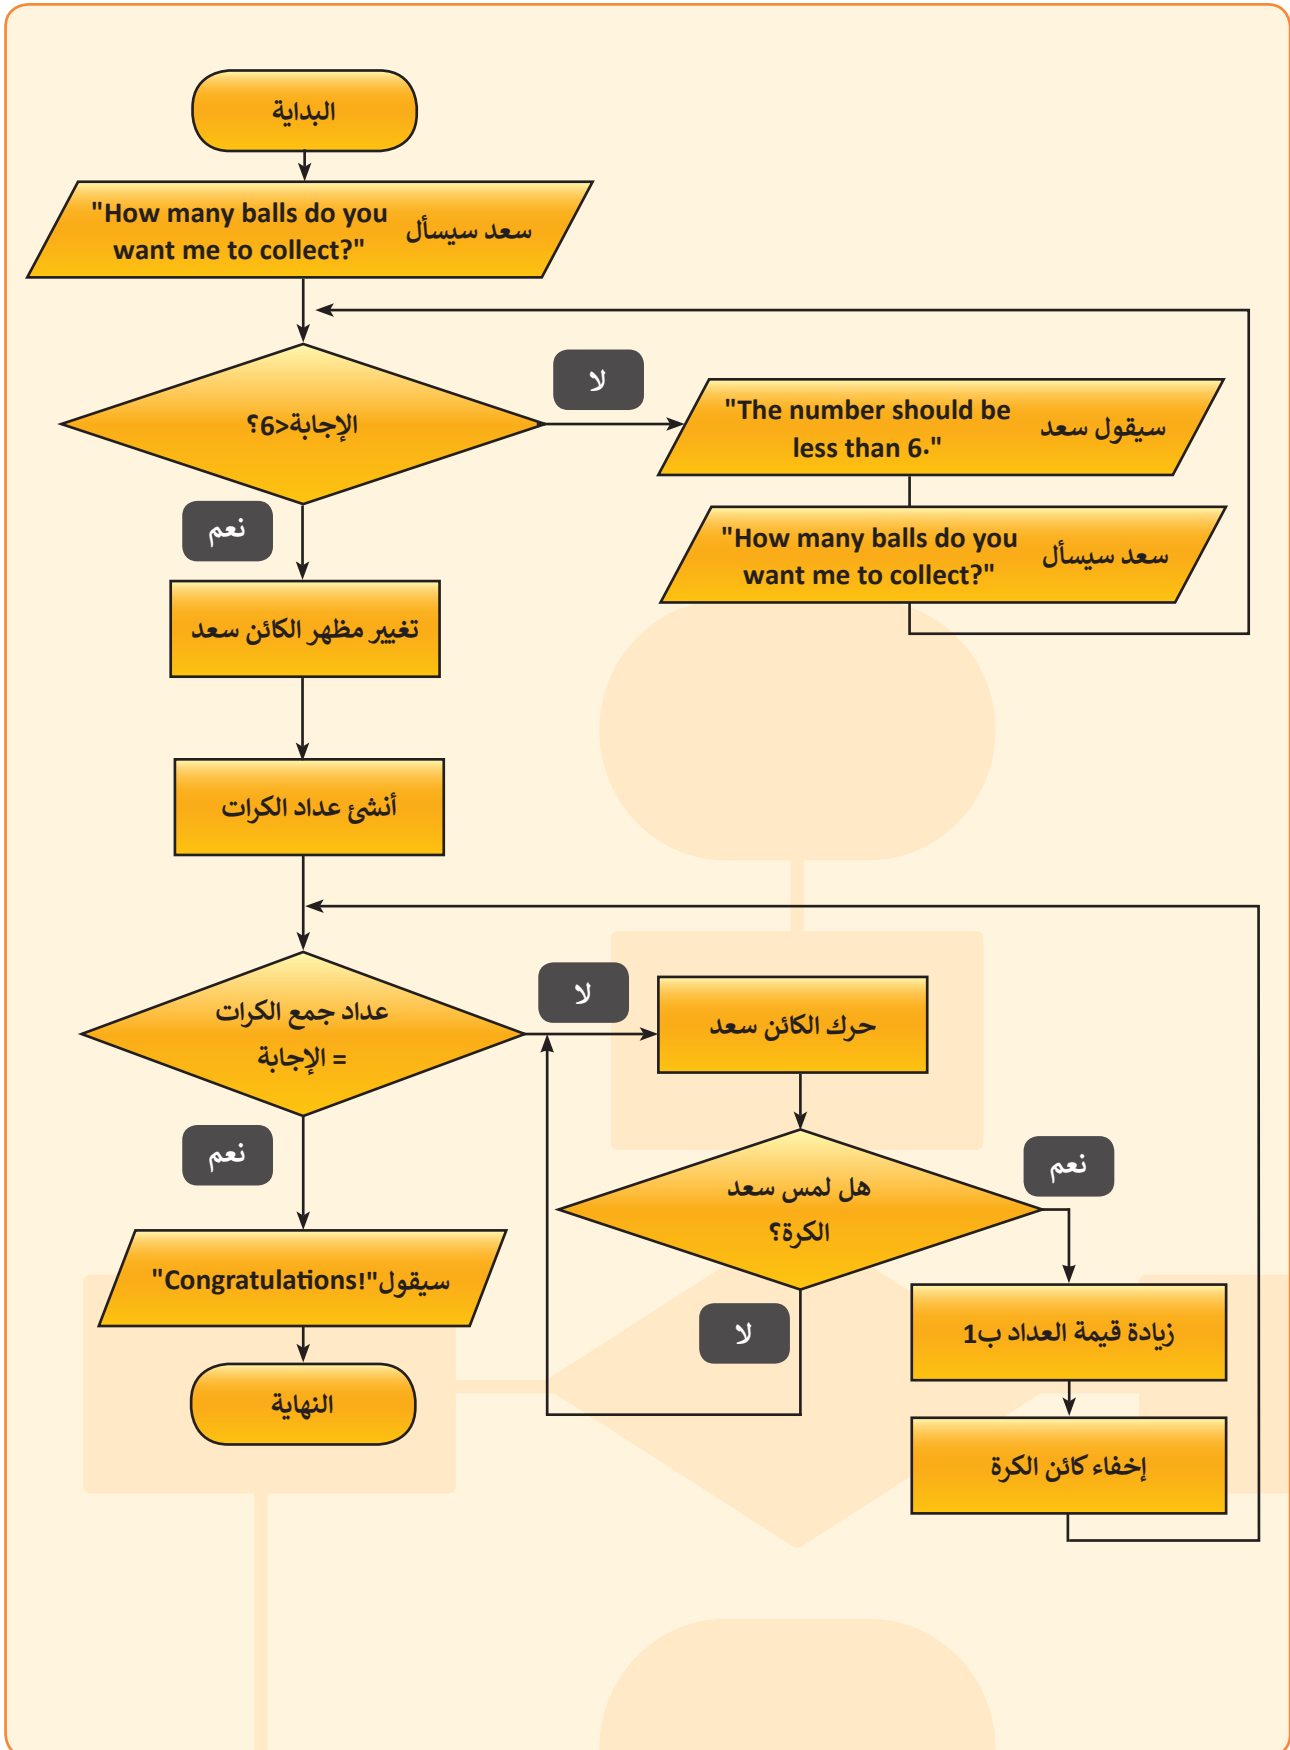 البداية
سعد سيسأل "How many balls do you
want me to collect?"
الإجابة<6؟
لا
سيقول سعد "The number should be
less than 6."
سعد سيسأل "How many balls do you
want me to collect?"
نعم
تغيير مظهر الكائن سعد
أنشئ عداد الكرات
عداد جمع الكرات
= الإجابة
لا
حرك الكائن سعد
هل لمس سعد
الكرة؟
نعم
زيادة قيمة العداد ب1
إخفاء كائن الكرة
لا
نعم
سيقول"Congratulations!"
النهاية